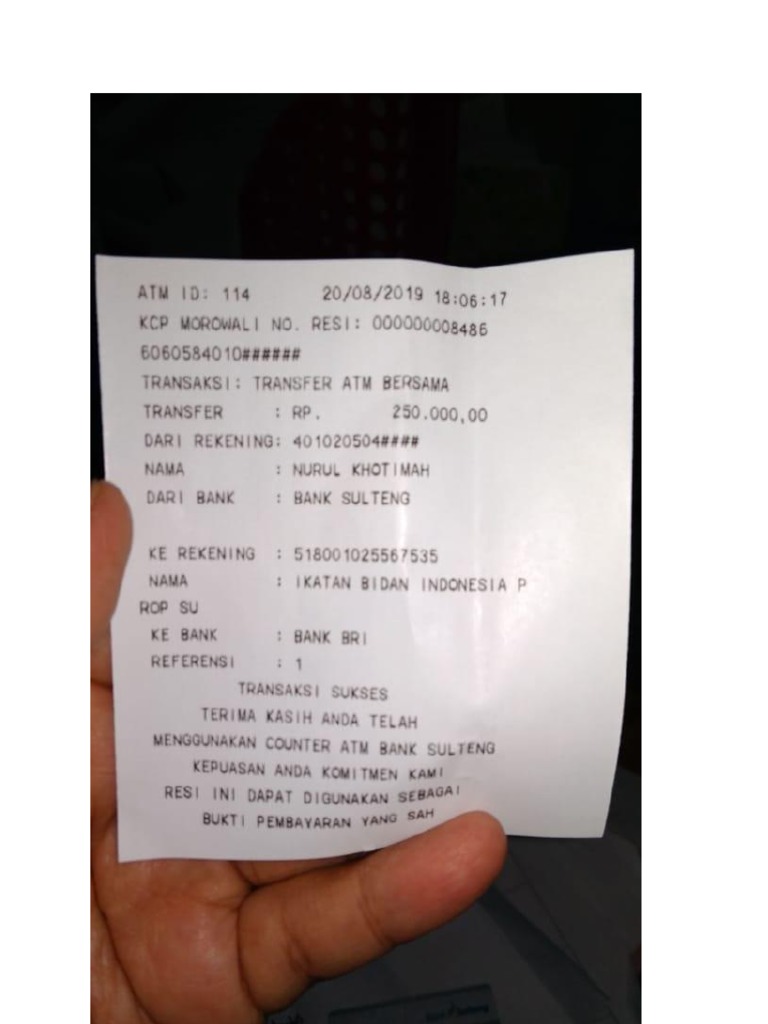 ATM ID: 114 20/08/2019 18:06:17
KCP MOROWALI NO. RESI: 000000008486
6060584010######
TRANSAKSI: TRANSFER ATM BERSAMA
TRANSFER : RP. 250.000,00
DARI REKENING: 401020504####
NAMA : NURUL KHOTIMAH
DARI BANK : BANK SULTENG
KE REKENING : 518001025567535
NAMA : IKATAN BIDAN INDONESIA P
ROP SU
KE BANK : BANK BRI
REFERENSI : 1
TRANSAKSI SUKSES
TERIMA KASIH ANDA TELAH
MENGGUNAKAN COUNTER ATM BANK SULTENG
KEPUASAN ANDA KOMITMEN KAMI
RESI INI DAPAT DIGUNAKAN SEBAGAI
BUKTI PEMBAYARAN YANG SAH